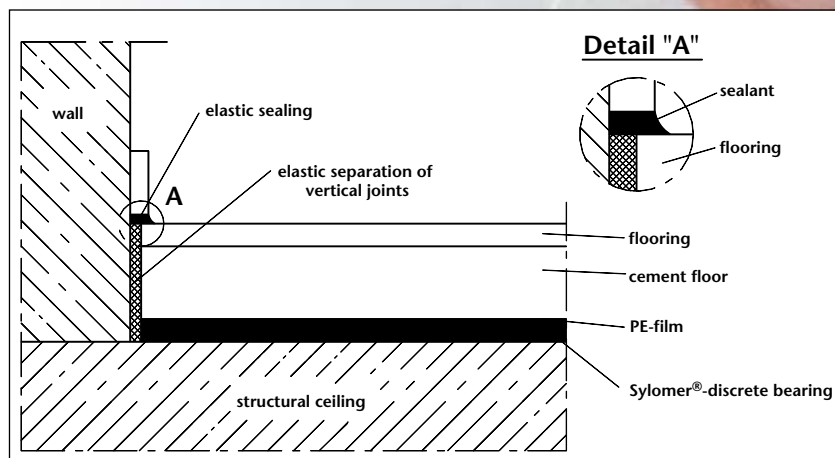 Detail "A"
wall
elastic sealing
sealant
elastic separation of
vertical joints
flooring
A
flooring
cement floor
PE-film
Sylomer®-discrete bearing
structural ceiling